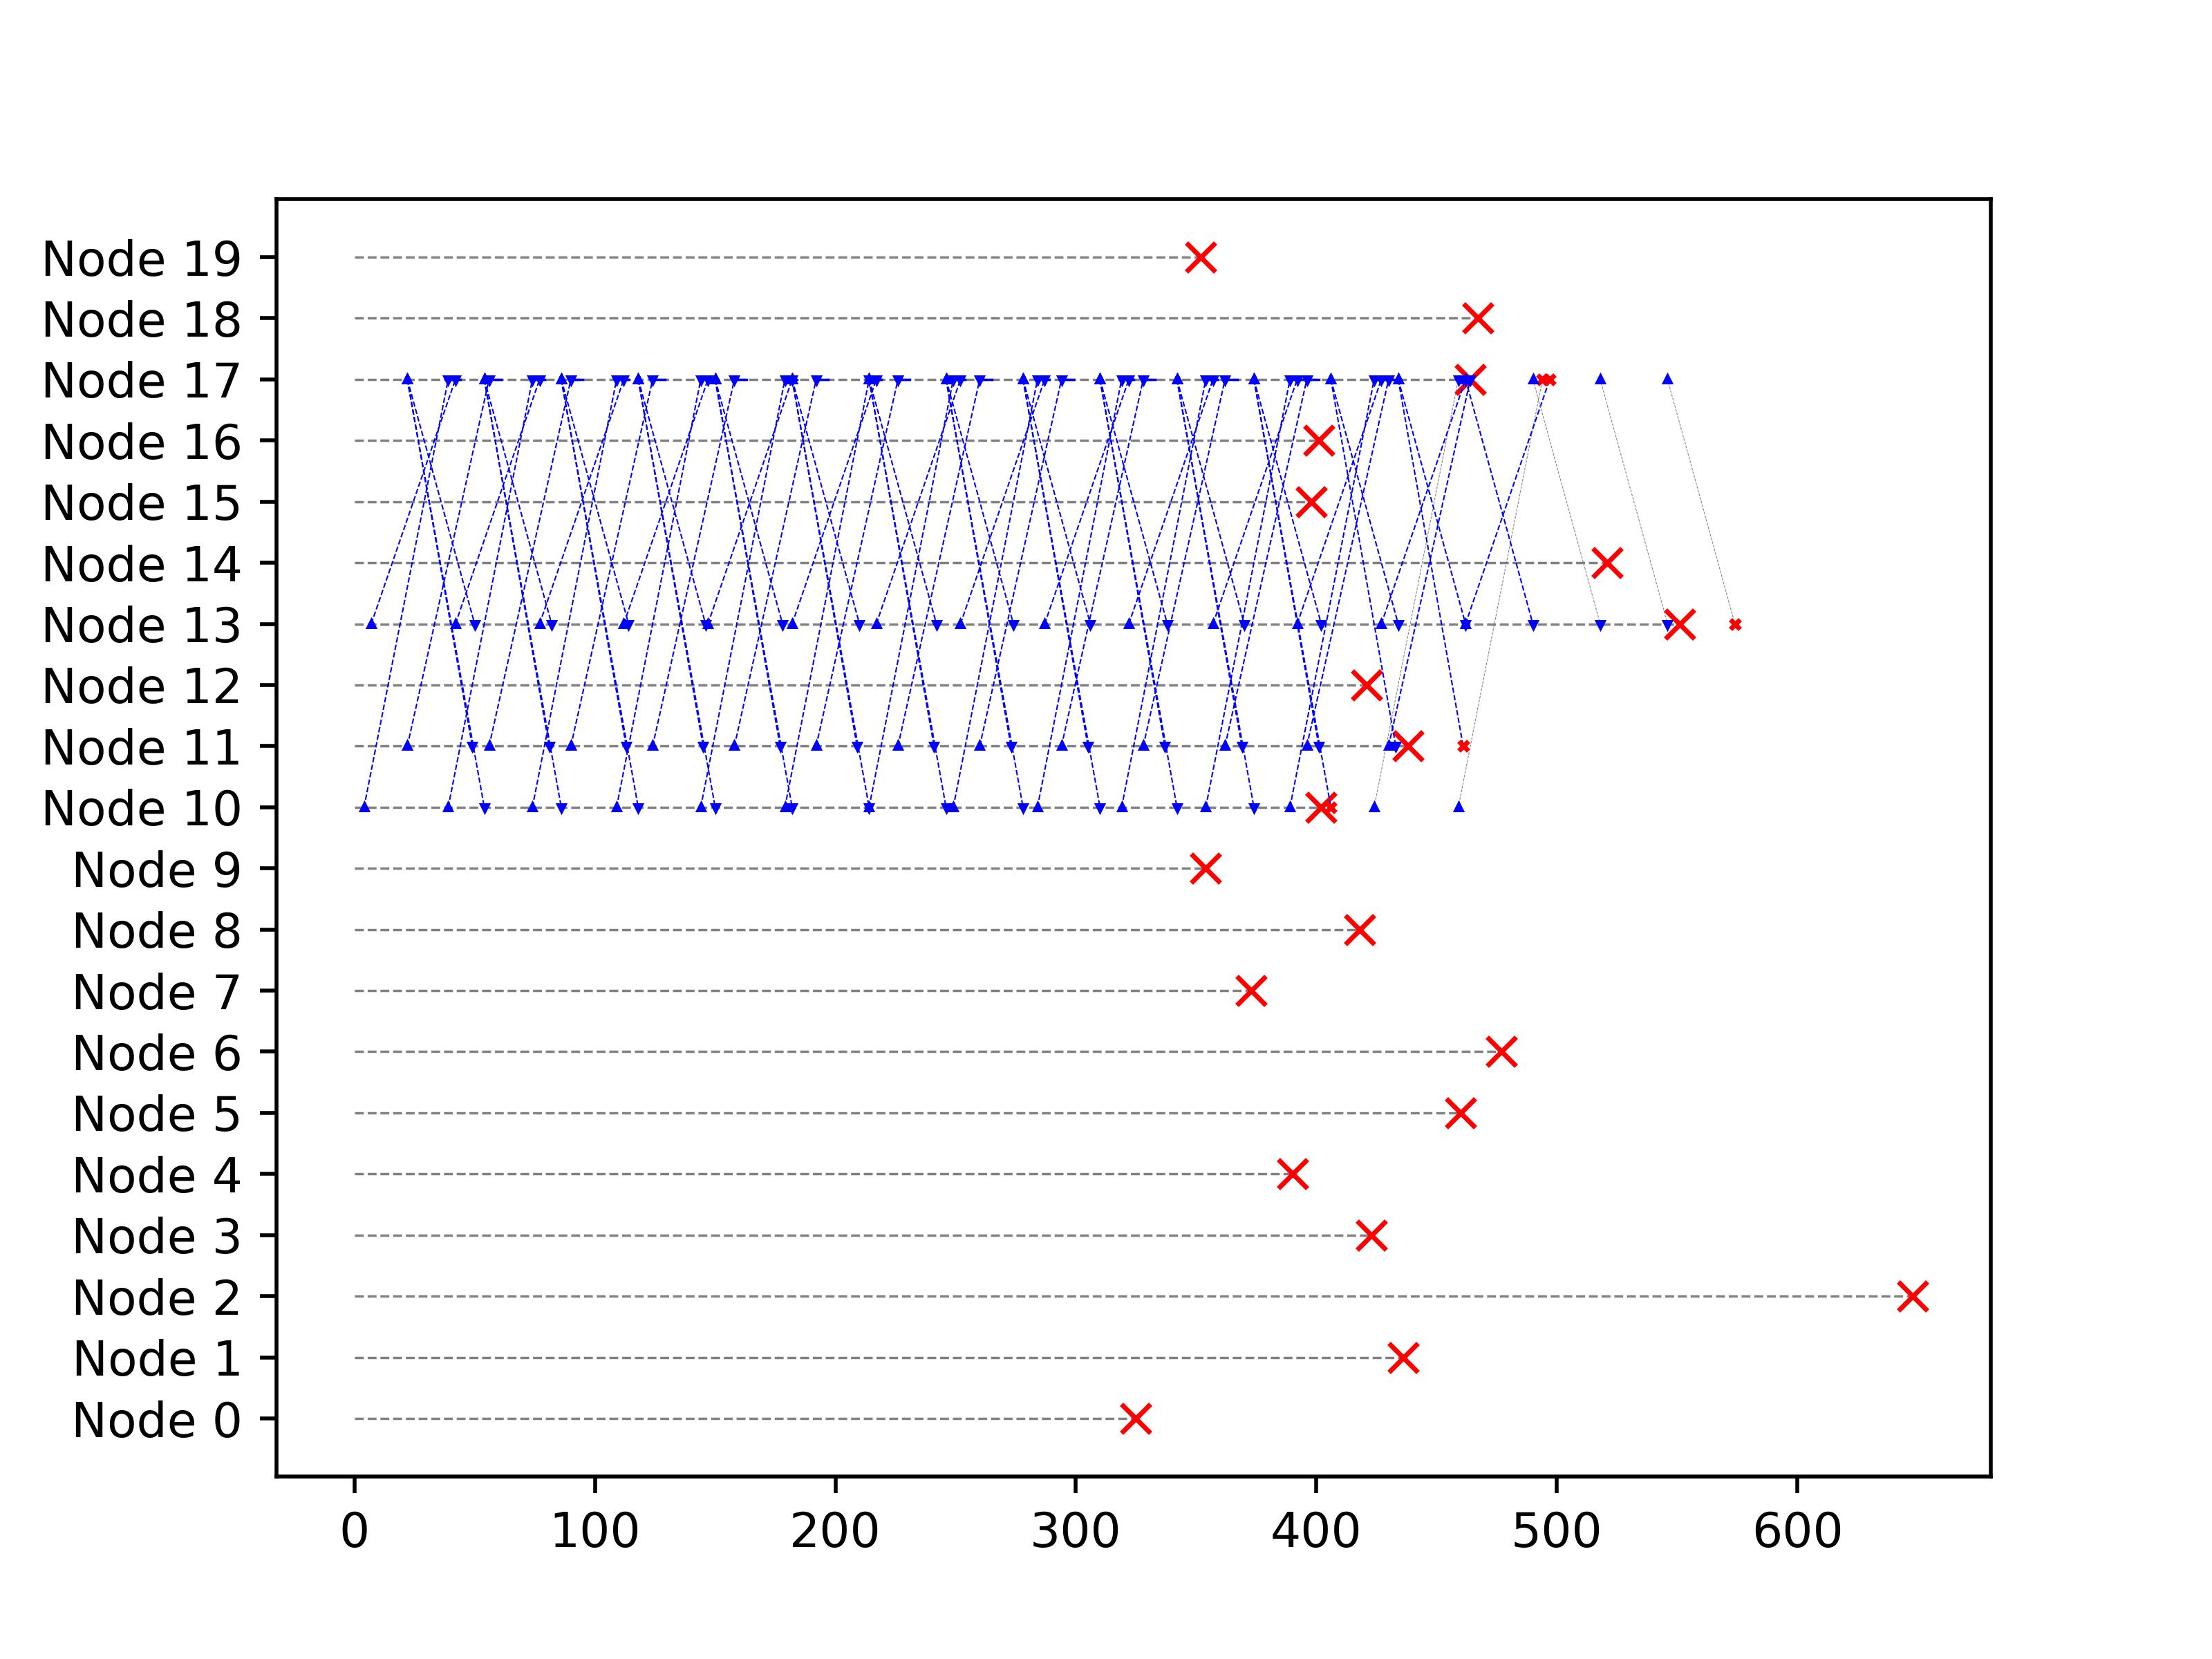 Node 19
Node 18
Node 17
Node 16
Node 15
Node 14
Node 13
Node 12
Node 11
Node 10
Node 9
Node 8
Node 7
Node 6
Node 5
Node 4
Node 3
Node 2
Node 1
Node 0
0 100 200 300 400 500 600